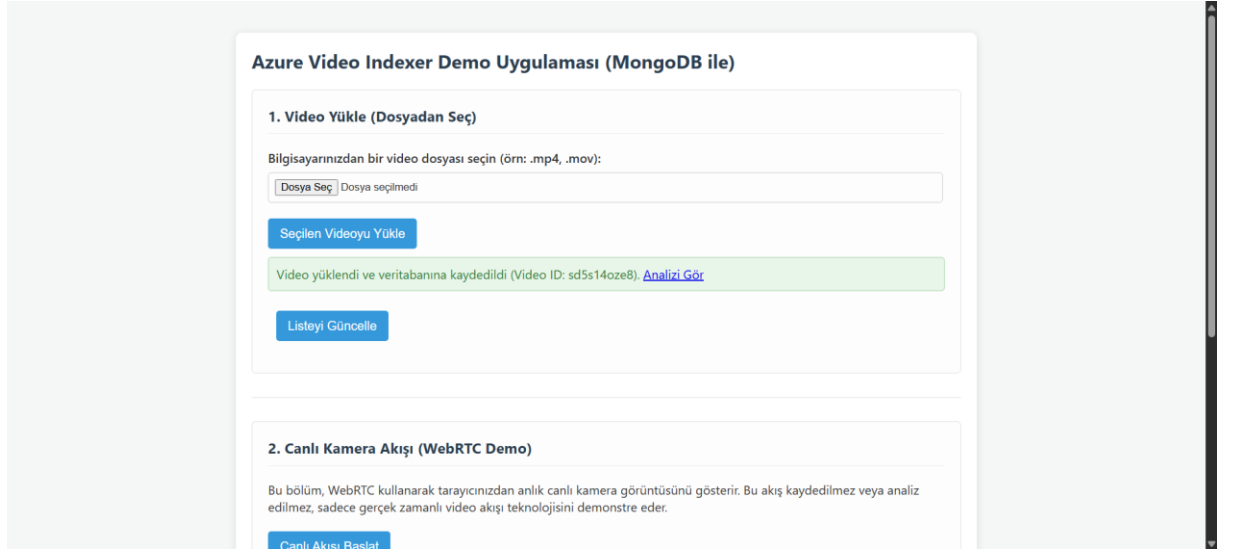 Azure Video Indexer Demo Uygulaması (MongoDB ile)
1. Video Yükle (Dosyadan Seç)
Bilgisayarınızdan bir video dosyası seçin (örn: .mp4, .mov):
Dosya Seç Dosya seçilmedi
Seçilen Videoyu Yükle
Video yüklendi ve veritabanına kaydedildi (Video ID: sd5s14oze8). Analizi Gör
Listeyi Güncelle
2. Canlı Kamera Akışı (WebRTC Demo)
Bu bölüm, WebRTC kullanarak tarayıcınızdan anlık canlı kamera görüntüsünü gösterir. Bu akış kaydedilmez veya analiz
edilmez, sadece gerçek zamanlı video akışı teknolojisini demonstre eder.
Canlı Akışı Başlat